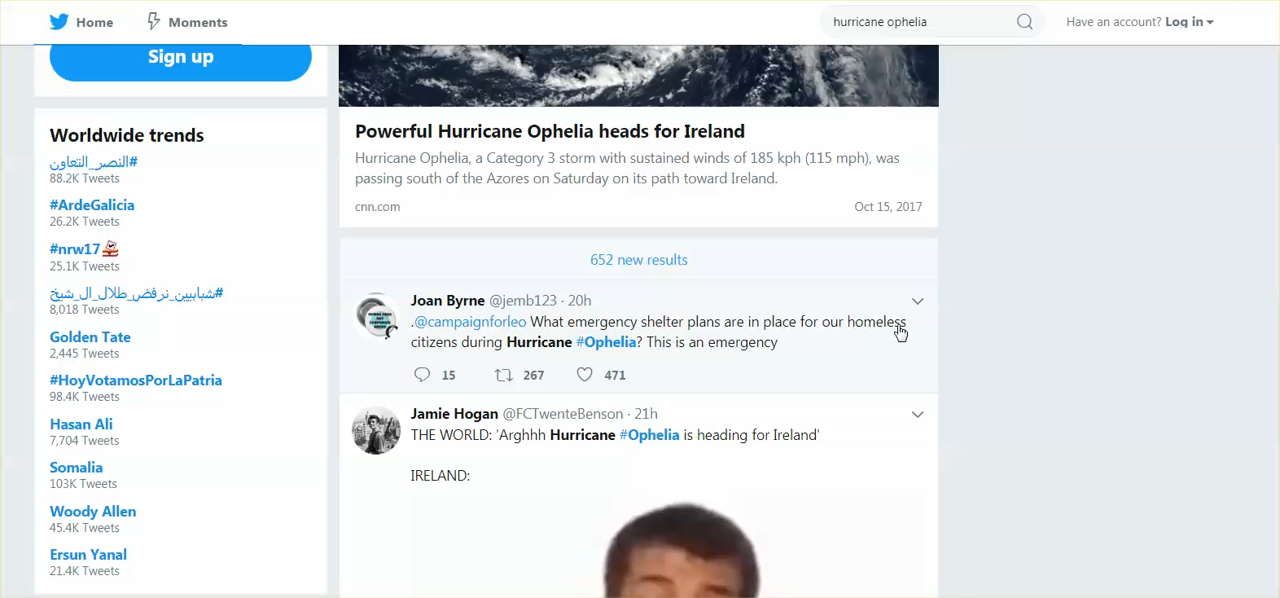 Home
Moments
hurricane ophelia
Have an account? Log in
Sign up
Worldwide trends
#النصر_التعاون
88.2K Tweets
#ArdeGalicia
26.2K Tweets
#nrw17
25.1K Tweets
#شبابيين_نرفض_طلال_ال_شيخ
8,018 Tweets
Golden Tate
2,445 Tweets
#HoyVotamosPorLaPatria
98.4K Tweets
Hasan Ali
7,704 Tweets
Somalia
103K Tweets
Woody Allen
45.4K Tweets
Ersun Yanal
21.4K Tweets
Powerful Hurricane Ophelia heads for Ireland
Hurricane Ophelia, a Category 3 storm with sustained winds of 185 kph (115 mph), was
passing south of the Azores on Saturday on its path toward Ireland.
cnn.com
Oct 15, 2017
652 new results
Joan Byrne @jemb123 · 20h
.@campaignforleo What emergency shelter plans are in place for our homeless
citizens during Hurricane #Ophelia? This is an emergency
15 267 471
Jamie Hogan @FCTwenteBenson · 21h
THE WORLD: 'Arghhh Hurricane #Ophelia is heading for Ireland'
IRELAND: